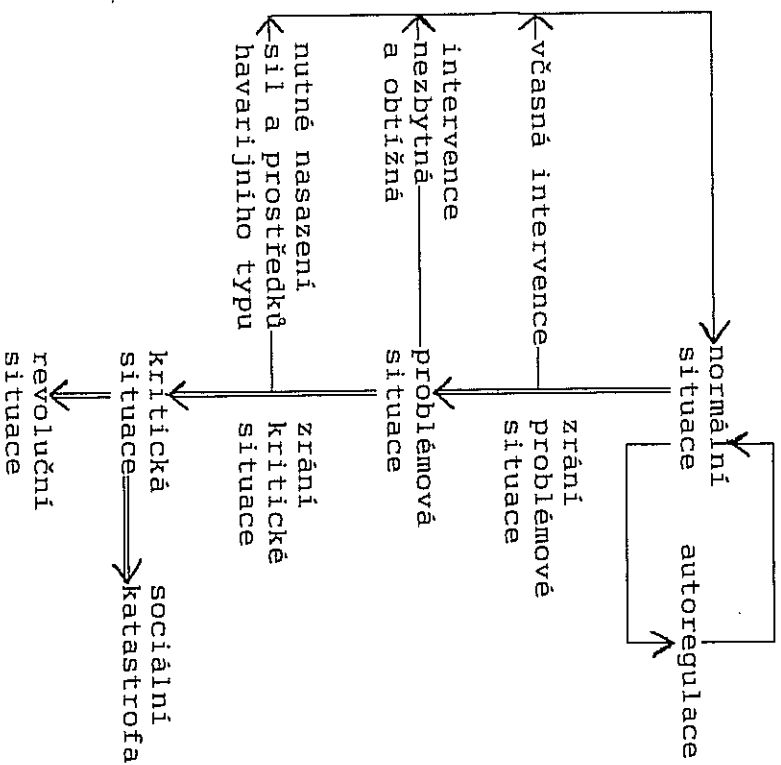 normální
situace
autoregulace
včasná intervence
zrání
problémové
situace
intervence
nezbytná
a obtížná
problémová
situace
nutné nasazení
sil a prostředků
havarijního typu
zrání
kritické
situace
kritická
situace
sociální
katastrofa
revoluční
situace